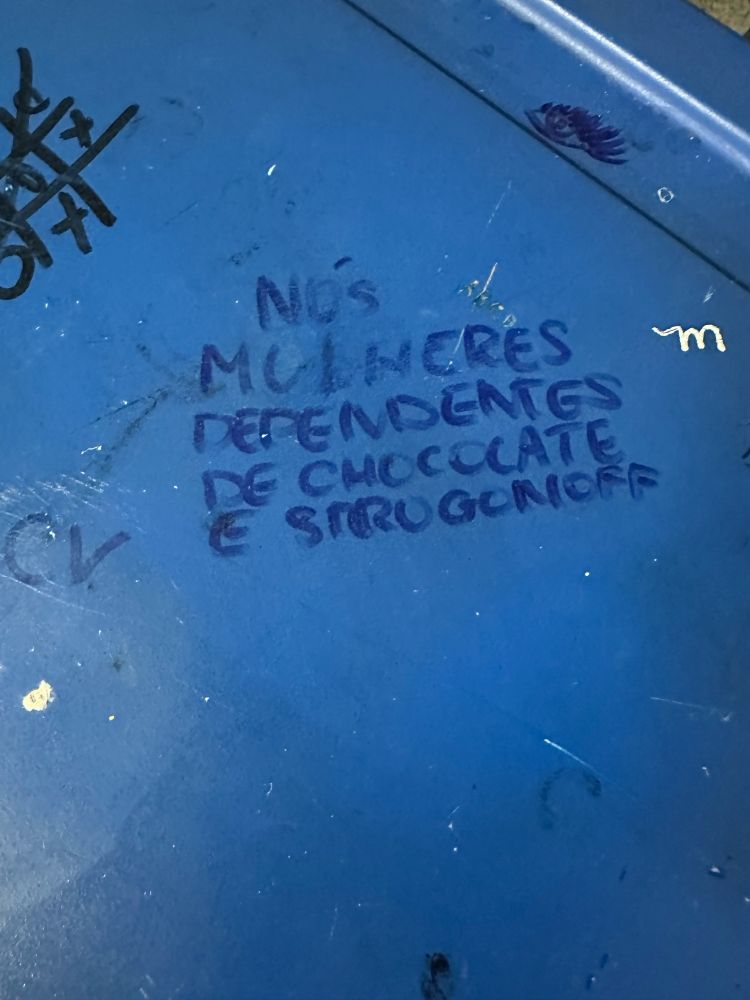 NÓS
MULHERES
DEPENDENTES
DE CHOCOLATE
E STROGONOFF
CV
m